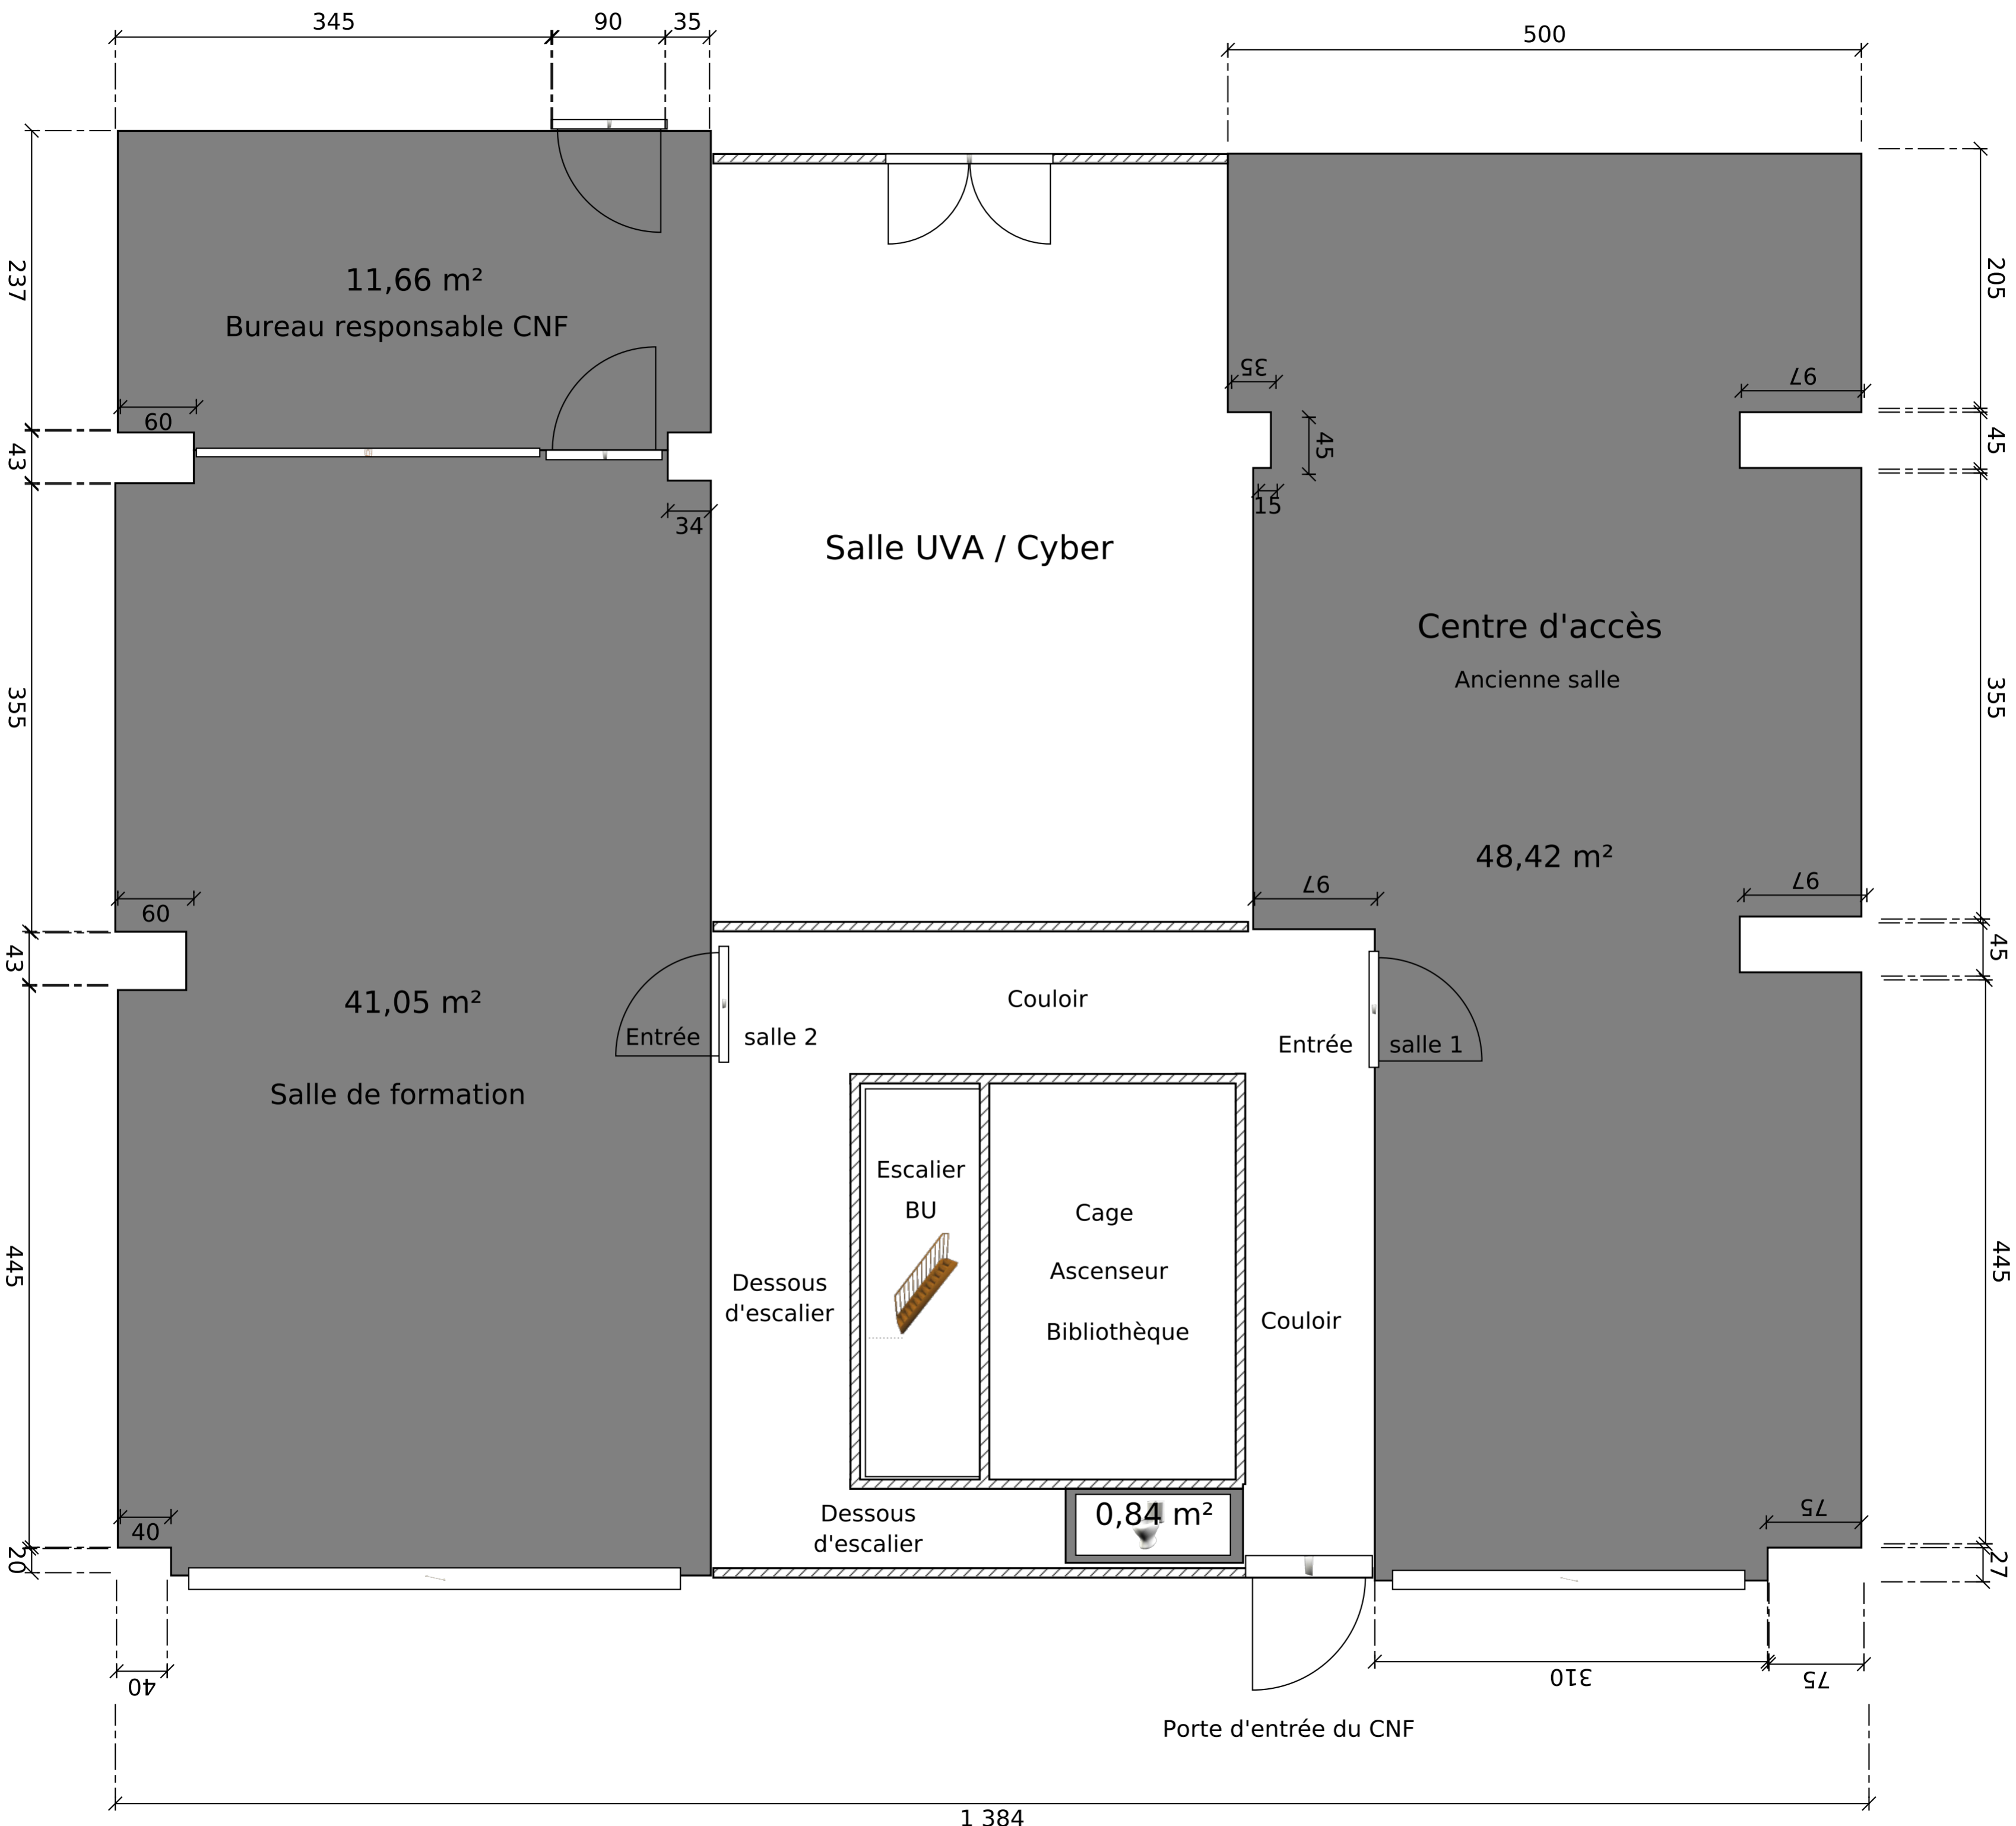 345
90
35
500
237
11,66 m²
Bureau responsable CNF
205
35
97
60
43
45
45
34
15
Salle UVA / Cyber
Centre d'accès
Ancienne salle
355
355
48,42 m²
60
97
97
43
45
41,05 m²
Couloir
Entrée
salle 2
Entrée
salle 1
Salle de formation
Escalier
BU
Cage
Ascenseur
Bibliothèque
Dessous
d'escalier
Couloir
445
445
Dessous
d'escalier
0,84 m²
40
75
20
27
40
310
75
Porte d'entrée du CNF
1 384